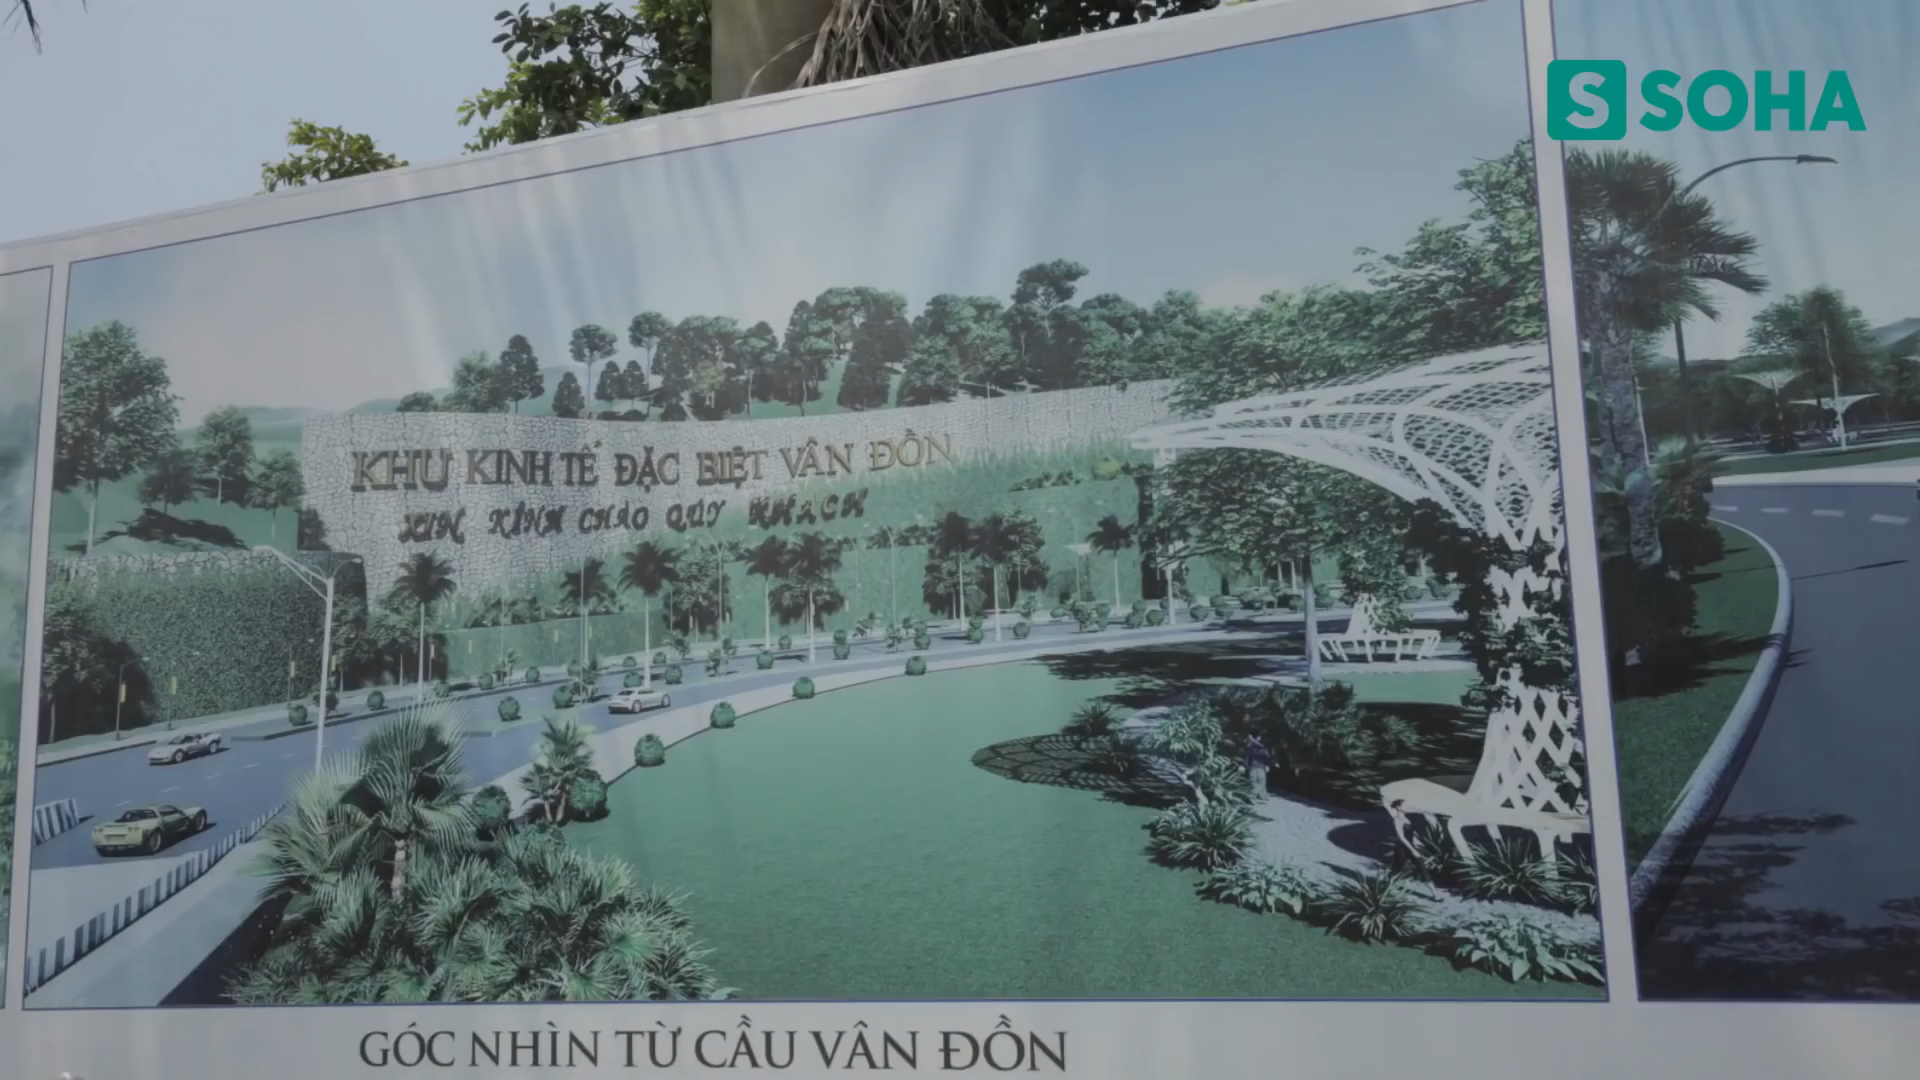 SOHA
KHU KINH TẾ ĐẶC BIỆT VÂN ĐỒN
XIN KÍNH CHÀO QUÝ KHÁCH
GÓC NHÌN TỪ CẦU VÂN ĐỒN